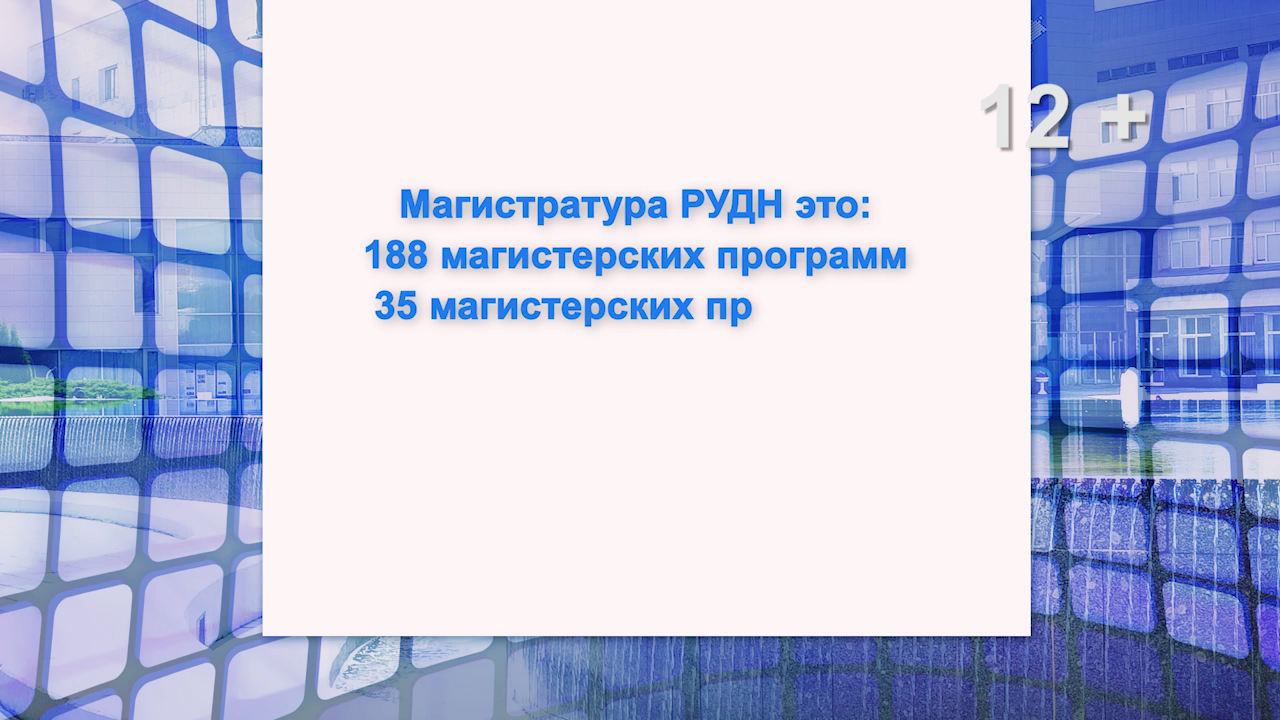 12 +
Магистратура РУДН это:
188 магистерских программ
35 магистерских пр